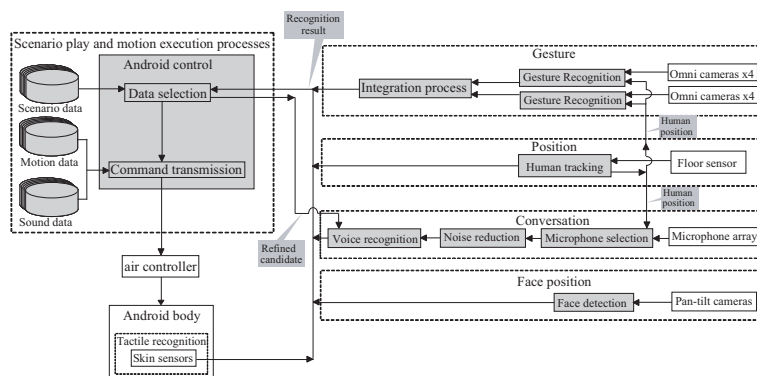 Scenario play and motion execution processes
Android control
Data selection
Scenario data
Motion data
Command transmission
Sound data
air controller
Android body
Tactile recognition
Skin sensors
Recognition
result
Refined
candidate
Gesture
Integration process
Gesture Recognition
Gesture Recognition
Omni cameras x4
Omni cameras x4
Human
position
Position
Human tracking
Floor sensor
Human
position
Conversation
Voice recognition
Noise reduction
Microphone selection
Microphone array
Face position
Face detection
Pan-tilt cameras